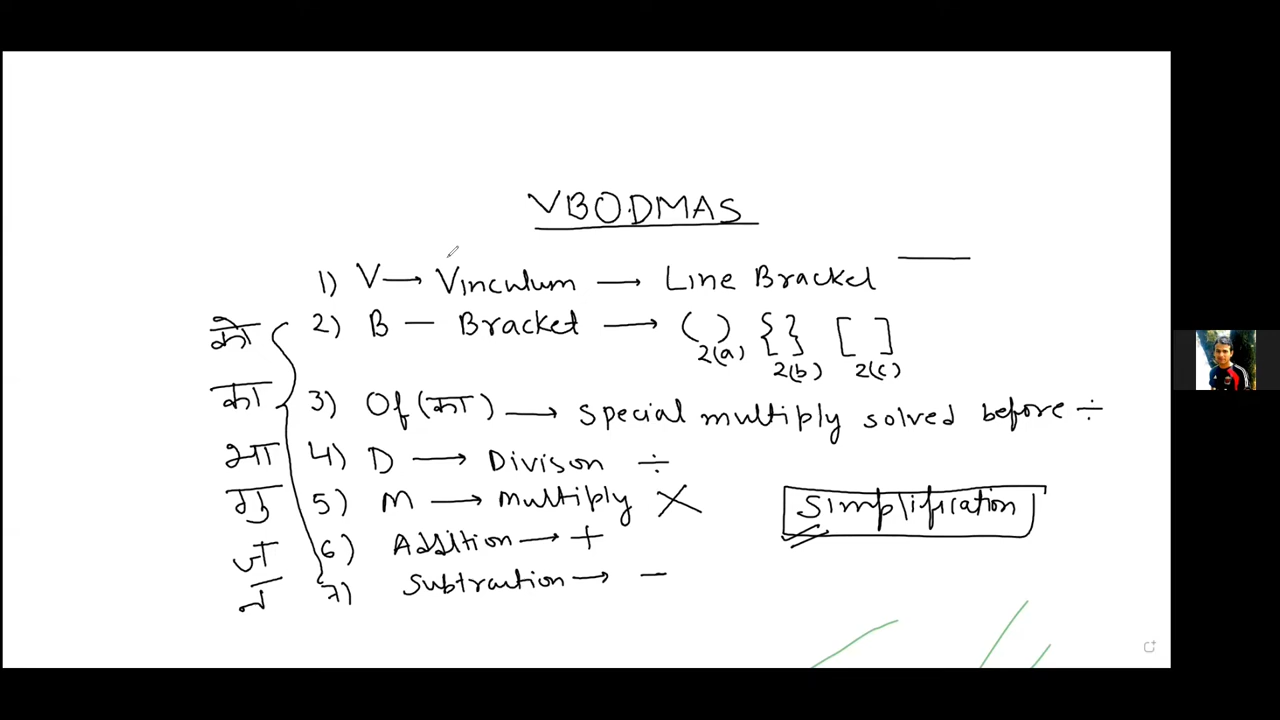 VBODMAS
1) V → Vinculum → Line Bracket
को 2) B — Bracket → ( ) { } [ ]
2(a) 2(b) 2(c)
का 3) Of (का) → special multiply solved before ÷
भा 4) D → Divison ÷
गु 5) M → multiply ×
Simplification
जो 6) Addition → +
न 7) Subtraction → −